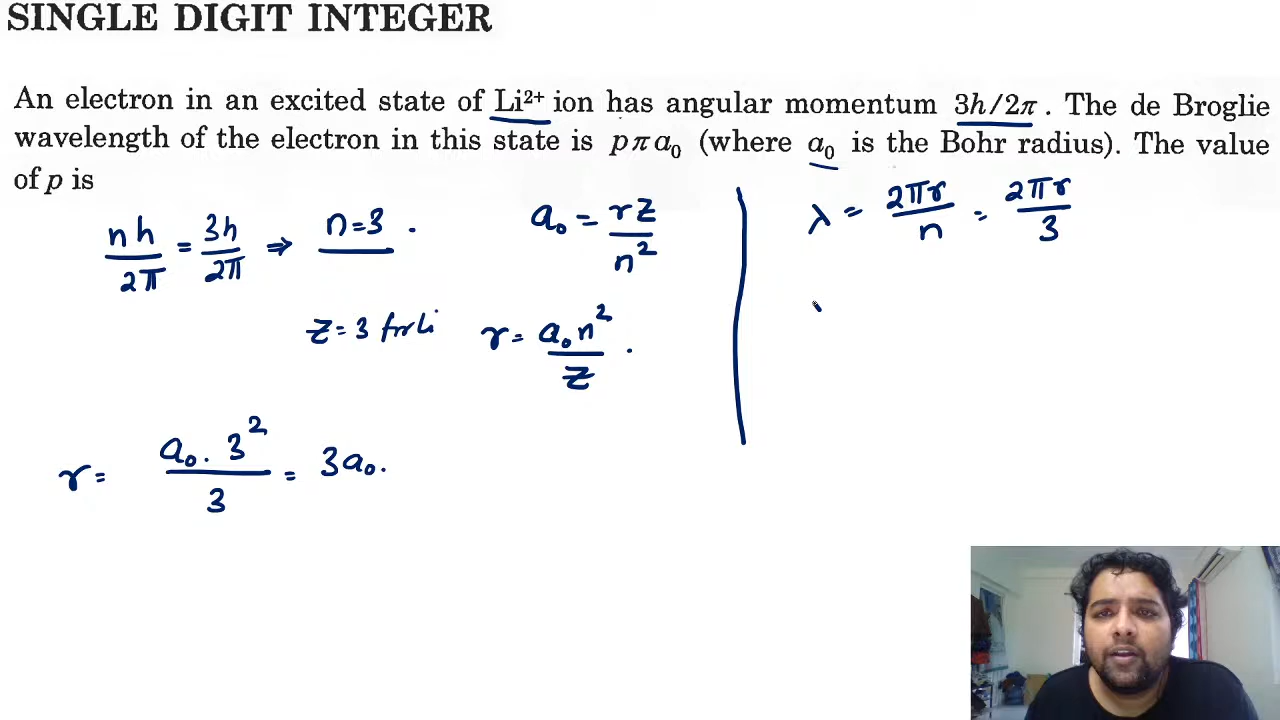 SINGLE DIGIT INTEGER
An electron in an excited state of Li²⁺ ion has angular momentum 3h/2π. The de Broglie
wavelength of the electron in this state is pπa₀ (where a₀ is the Bohr radius). The value
of p is
nh/2π = 3h/2π ⇒ n=3.
a₀ = rZ/n²
λ = 2πr/n = 2πr/3
Z=3 for Li
r = a₀n²/Z.
r = a₀.3²/3 = 3a₀.